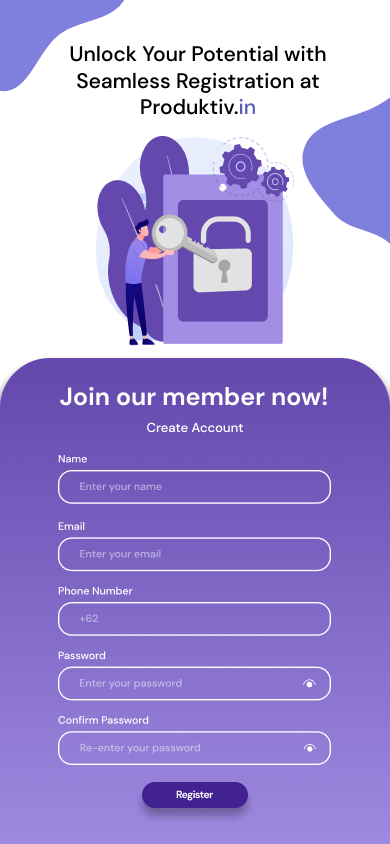 Unlock Your Potential with
Seamless Registration at
Produktiv.in
Join our member now!
Create Account
Name
Enter your name
Email
Enter your email
Phone Number
+62
Password
Enter your password
Confirm Password
Re-enter your password
Register